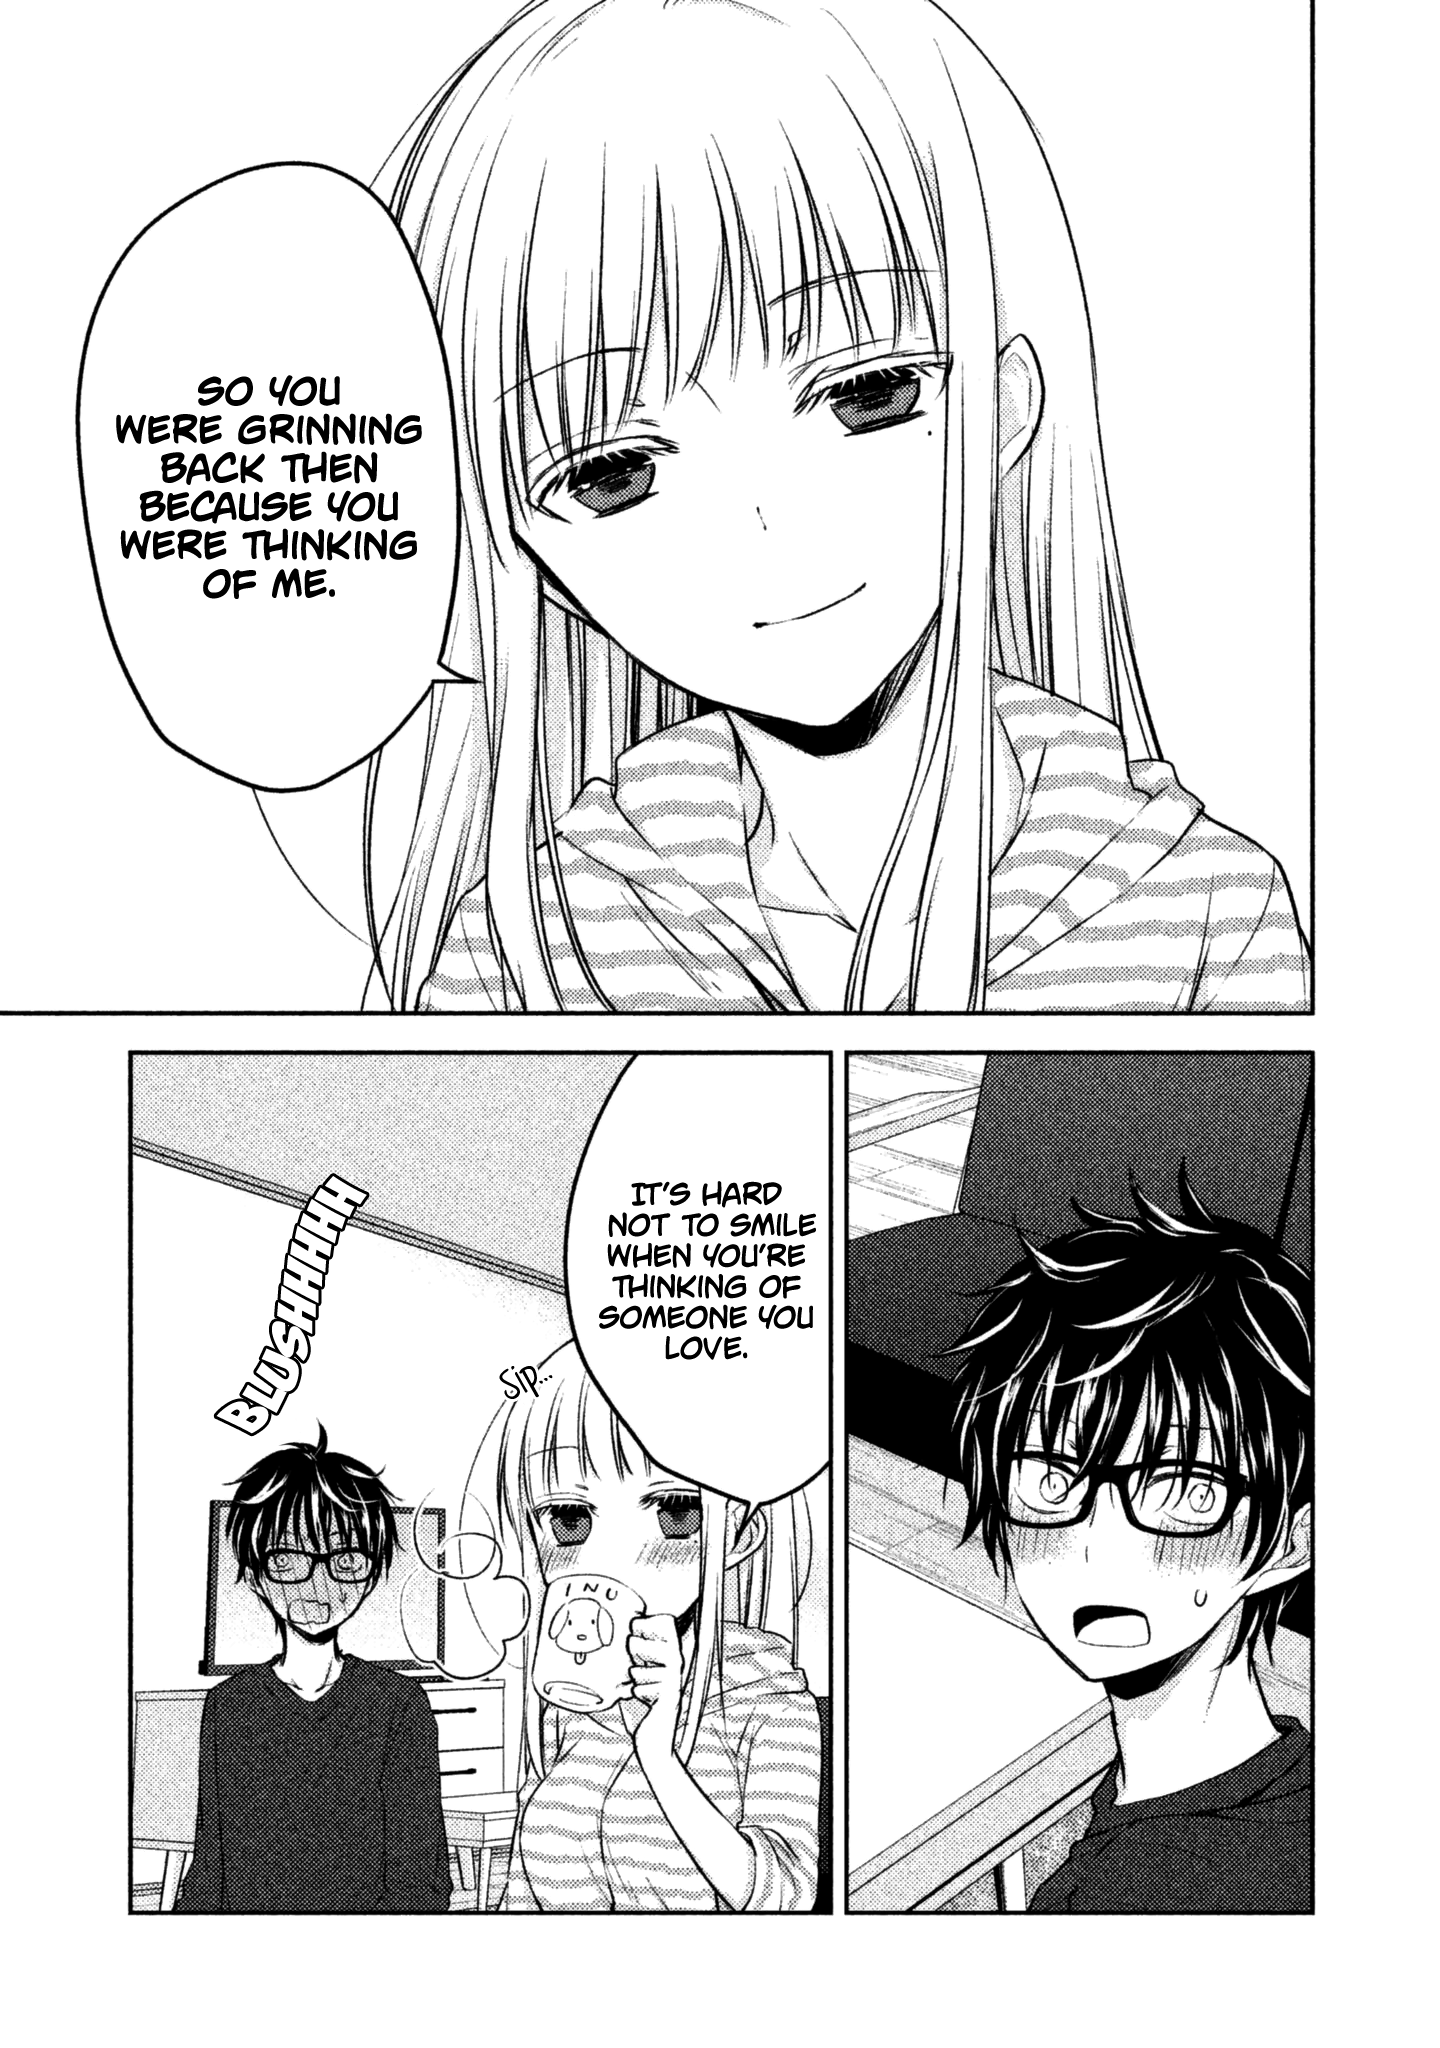 SO YOU
WERE GRINNING
BACK THEN
BECAUSE YOU
WERE THINKING
OF ME.
IT'S HARD
NOT TO SMILE
WHEN YOU'RE
THINKING OF
SOMEONE YOU
LOVE.
SIP...
BLUSHHHHH
INU